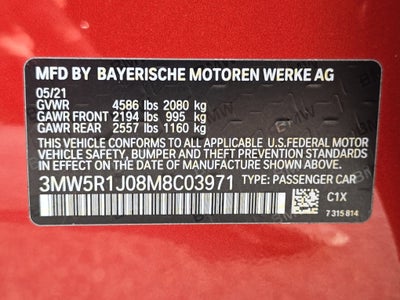 MFD BY BAYERISCHE MOTOREN WERKE AG
05/21
GVWR 4586 lbs 2080 kg
GAWR FRONT 2194 lbs 995 kg
GAWR REAR 2557 lbs 1160 kg
THIS VEHICLE CONFORMS TO ALL APPLICABLE U.S. FEDERAL MOTOR
VEHICLE SAFETY, BUMPER, AND THEFT PREVENTION STANDARDS IN
EFFECT ON THE DATE OF MANUFACTURE SHOWN ABOVE.
3MW5R1J08M8C03971 TYPE: PASSENGER CAR
C1X
7 315 814